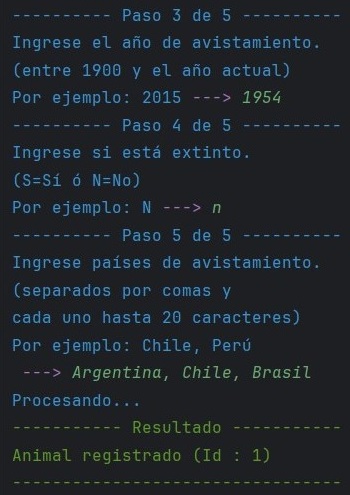 ---------- Paso 3 de 5 ----------
Ingrese el año de avistamiento.
(entre 1900 y el año actual)
Por ejemplo: 2015 ---> 1954
---------- Paso 4 de 5 ----------
Ingrese si está extinto.
(S=Sí ó N=No)
Por ejemplo: N ---> n
---------- Paso 5 de 5 ----------
Ingrese países de avistamiento.
(separados por comas y
cada uno hasta 20 caracteres)
Por ejemplo: Chile, Perú
 ---> Argentina, Chile, Brasil
Procesando...
----------- Resultado -----------
Animal registrado (Id : 1)
---------------------------------